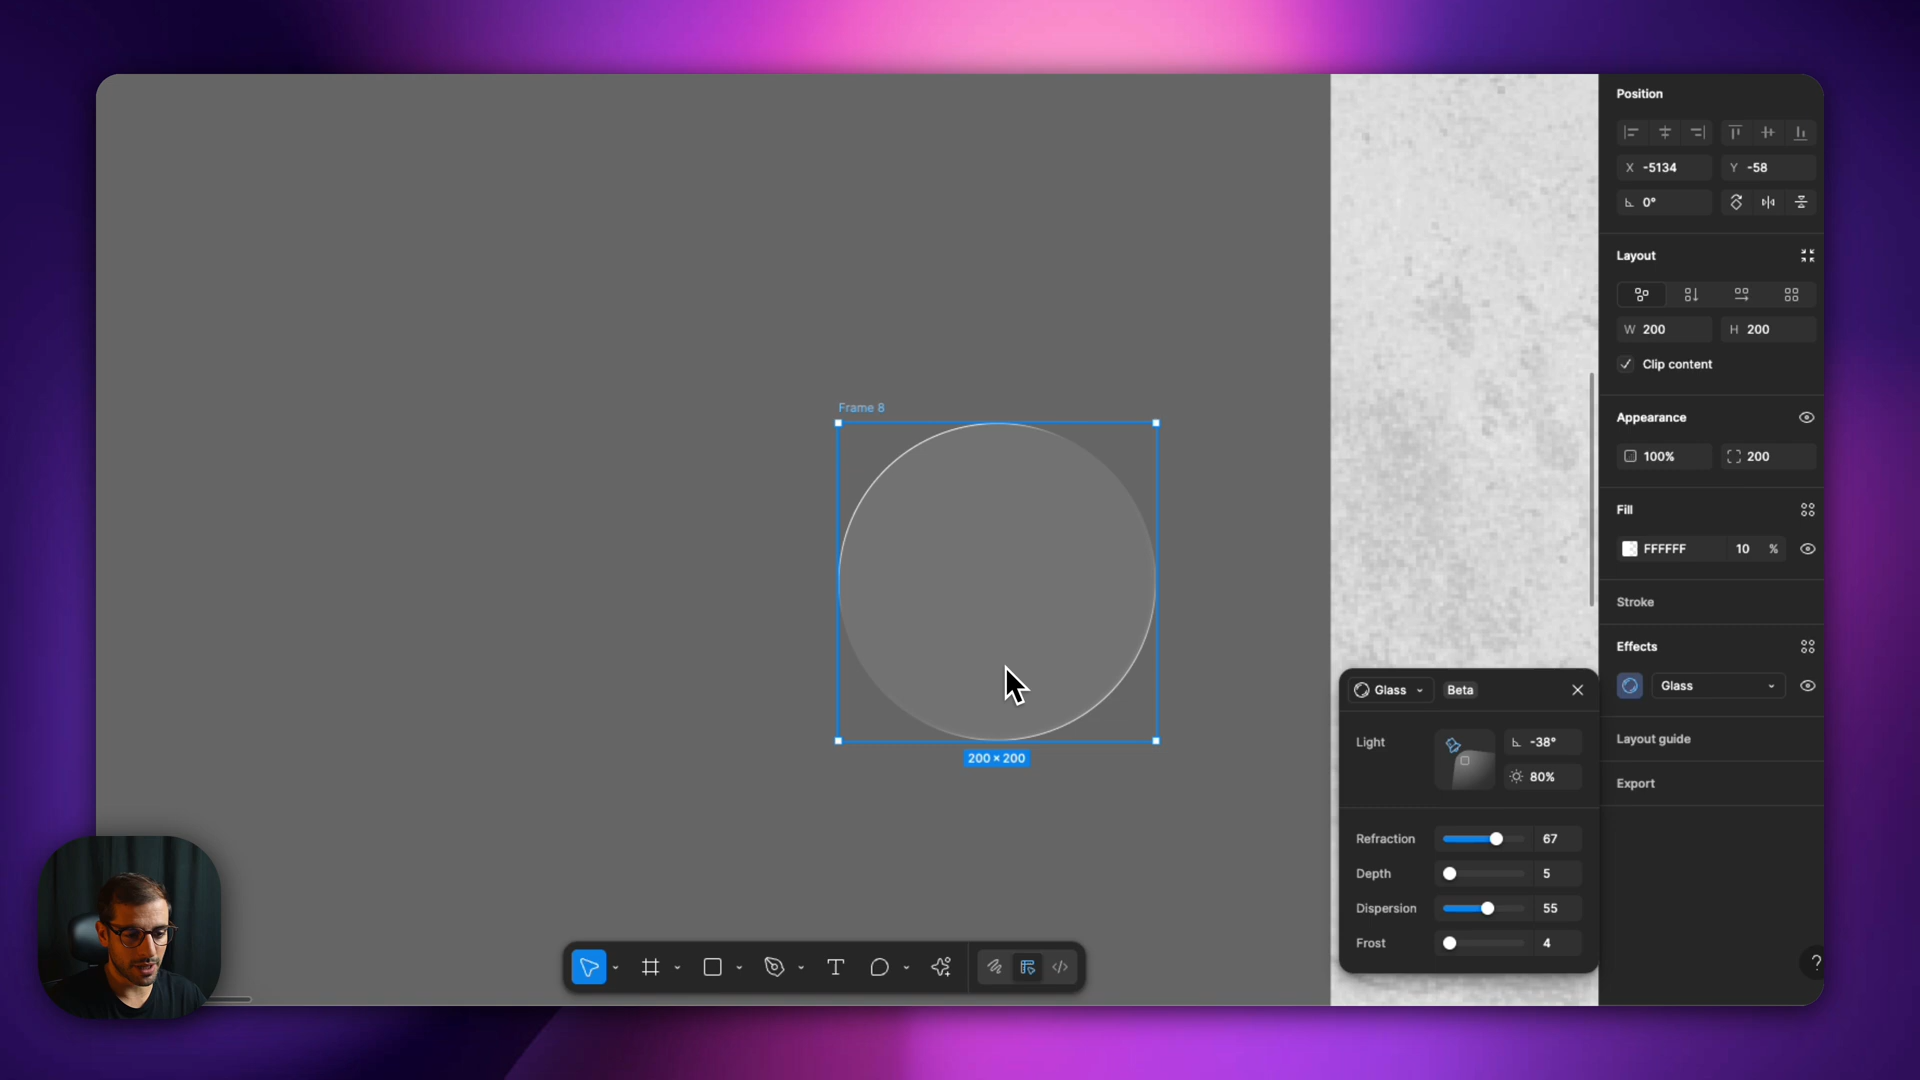 Position
X -5134 Y -58
0°
Layout
W 200 H 200
Clip content
Appearance
100% 200
Fill
FFFFFF 10 %
Stroke
Effects
Glass
Layout guide
Export
Frame 8
200 × 200
Glass Beta
Light -38°
80%
Refraction 67
Depth 5
Dispersion 55
Frost 4
T
?